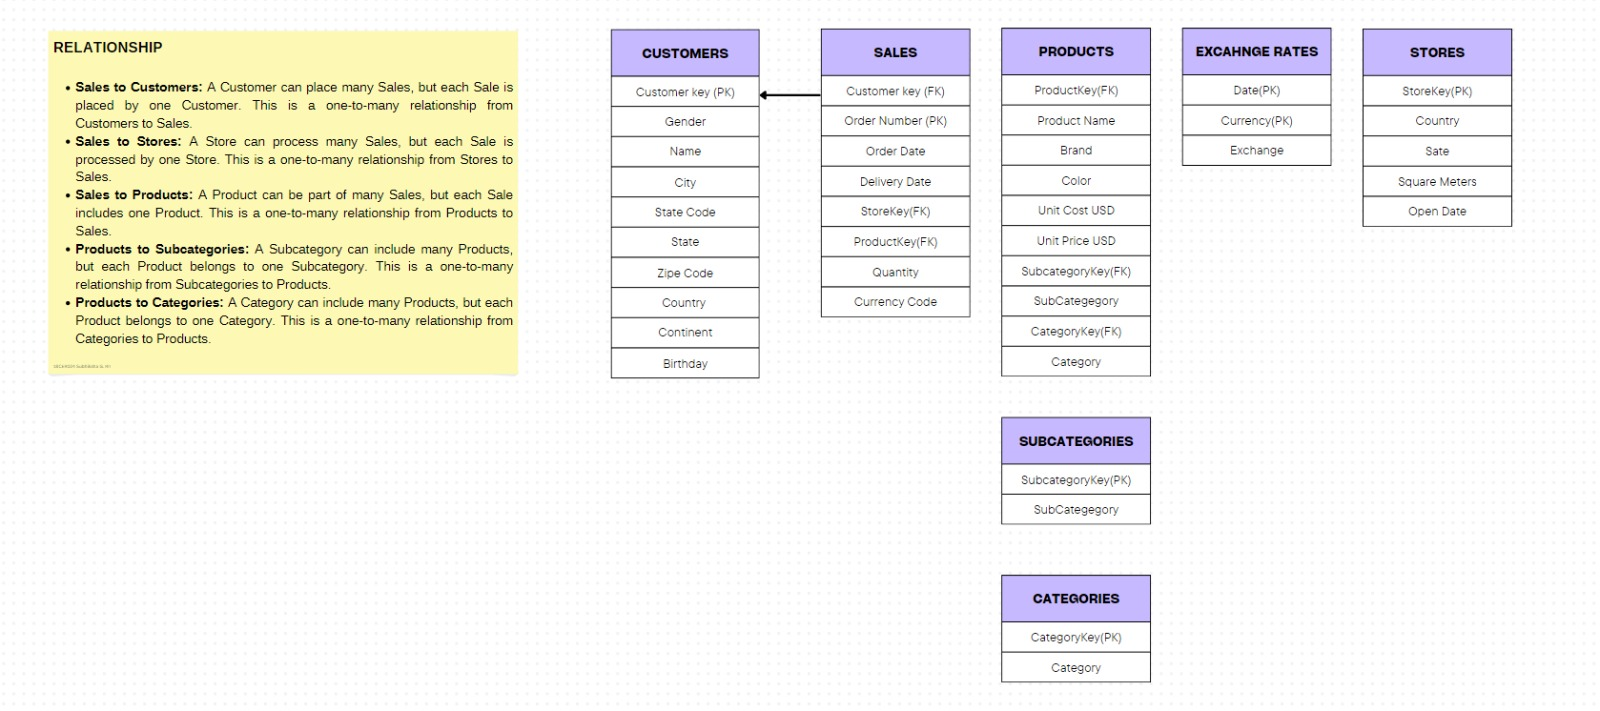 RELATIONSHIP
• Sales to Customers: A Customer can place many Sales, but each Sale is
placed by one Customer. This is a one-to-many relationship from
Customers to Sales.
• Sales to Stores: A Store can process many Sales, but each Sale is
processed by one Store. This is a one-to-many relationship from Stores to
Sales.
• Sales to Products: A Product can be part of many Sales, but each Sale
includes one Product. This is a one-to-many relationship from Products to
Sales.
• Products to Subcategories: A Subcategory can include many Products,
but each Product belongs to one Subcategory. This is a one-to-many
relationship from Subcategories to Products.
• Products to Categories: A Category can include many Products, but each
Product belongs to one Category. This is a one-to-many relationship from
Categories to Products.
CUSTOMERS
Customer key (PK)
Gender
Name
City
State Code
State
Zipe Code
Country
Continent
Birthday
SALES
Customer key (FK)
Order Number (PK)
Order Date
Delivery Date
StoreKey(FK)
ProductKey(FK)
Quantity
Currency Code
PRODUCTS
ProductKey(FK)
Product Name
Brand
Color
Unit Cost USD
Unit Price USD
SubcategoryKey(FK)
SubCategegory
CategoryKey(FK)
Category
EXCAHNGE RATES
Date(PK)
Currency(PK)
Exchange
STORES
StoreKey(PK)
Country
Sate
Square Meters
Open Date
SUBCATEGORIES
SubcategoryKey(PK)
SubCategegory
CATEGORIES
CategoryKey(PK)
Category